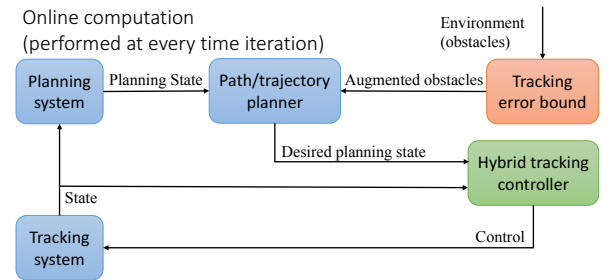 Online computation
(performed at every time iteration)
Environment
(obstacles)
Planning
system
Planning State
Path/trajectory
planner
Augmented obstacles
Tracking
error bound
Desired planning state
Hybrid tracking
controller
State
Tracking
system
Control